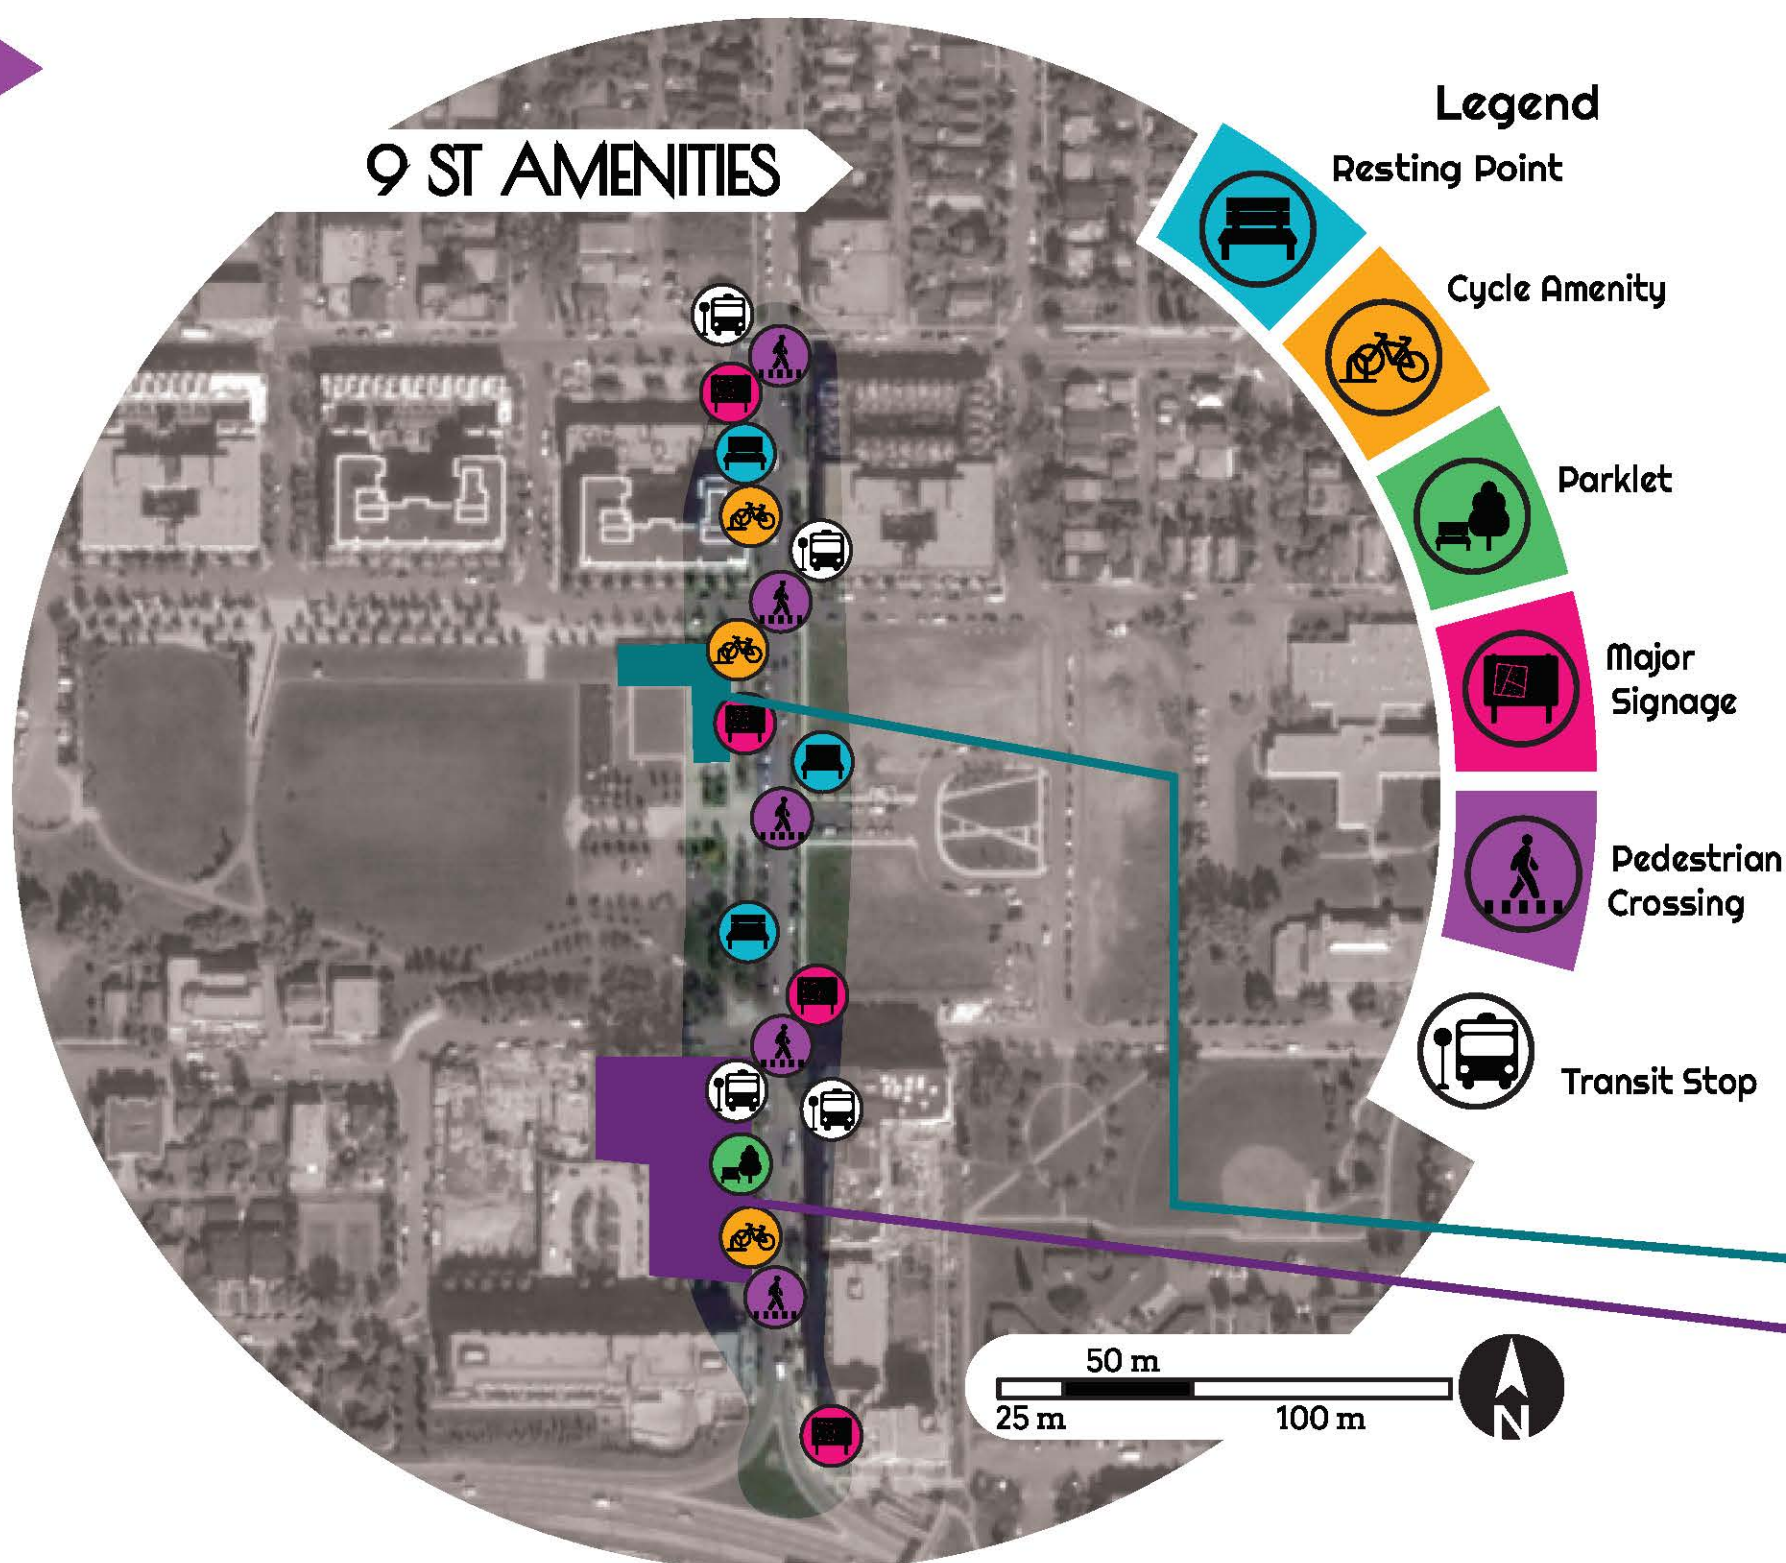 9 ST AMENITIES
Legend
Resting Point
Cycle Amenity
Parklet
Major
Signage
Pedestrian
Crossing
Transit Stop
50 m
25 m
100 m
N